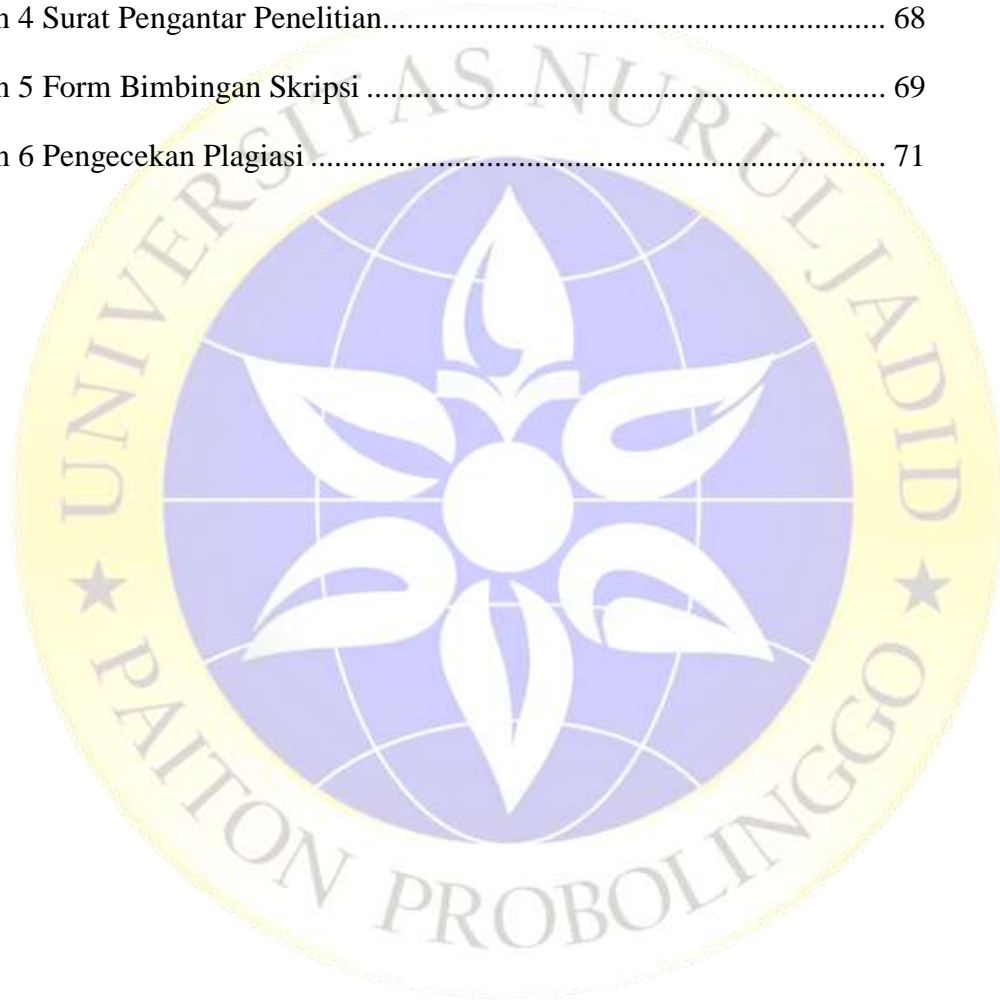 n 4 Surat Pengantar Penelitian................................................................ 68
n 5 Form Bimbingan Skripsi .................................................................. 69
n 6 Pengecekan Plagiasi ......................................................................... 71
UNIVERSITAS NURUL JADID
★ PAITON PROBOLINGGO ★